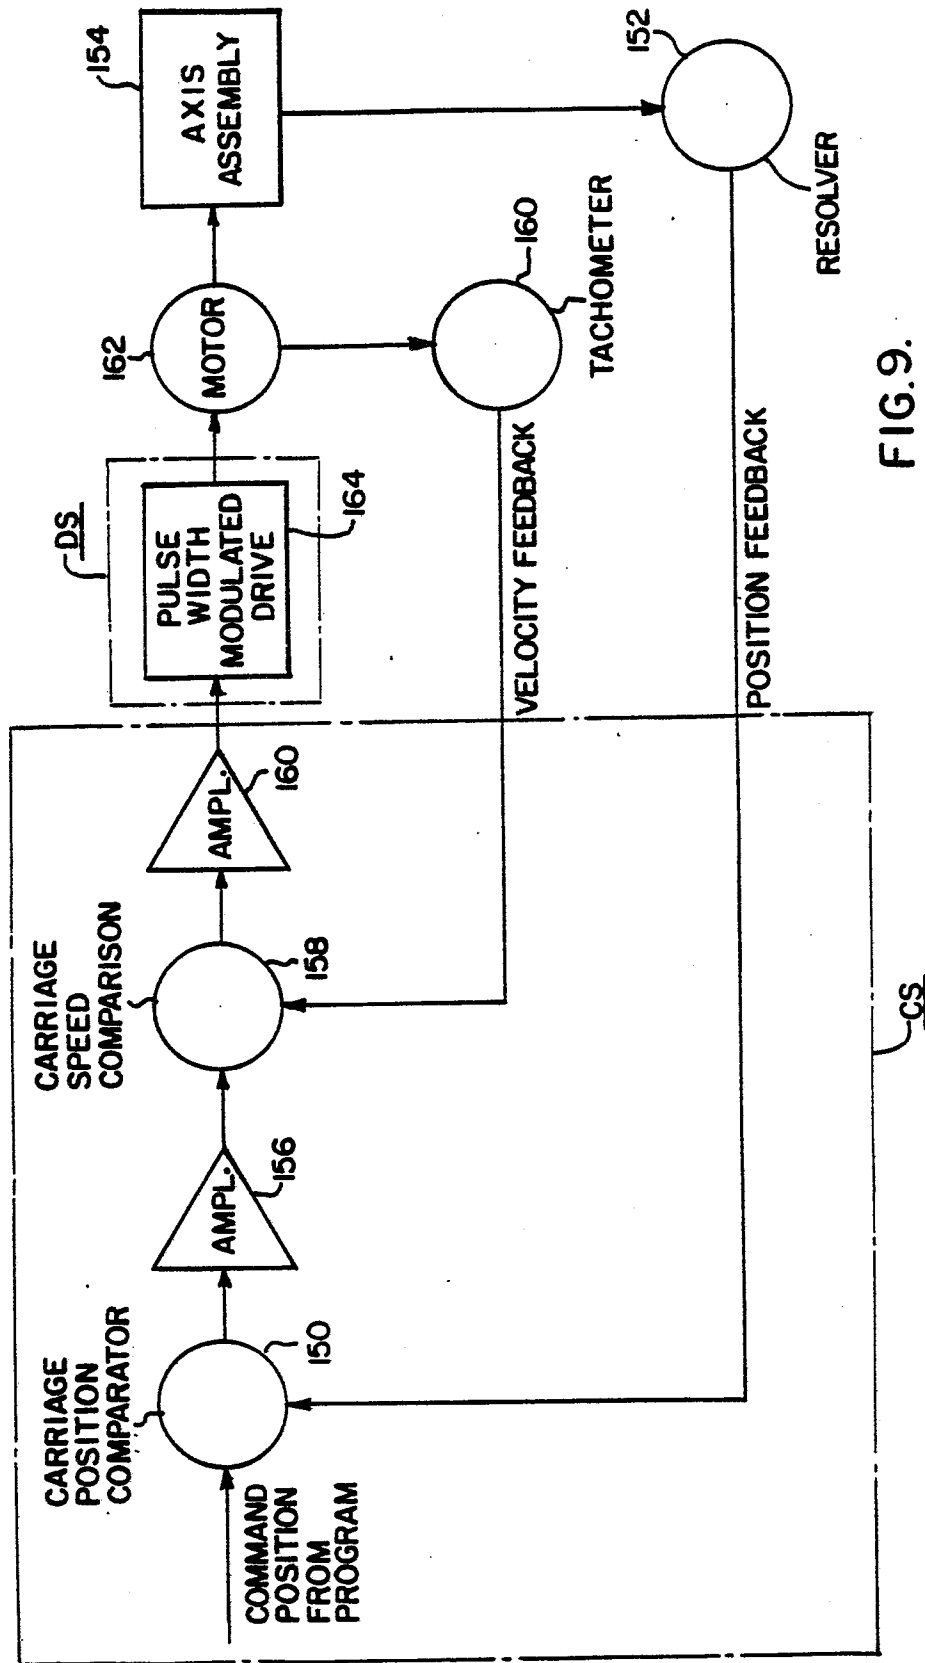 CARRIAGE
POSITION
COMPARATOR
150
COMMAND
POSITION
FROM
PROGRAM
AMPL.
156
CARRIAGE
SPEED
COMPARISON
158
AMPL.
160
DS
PULSE
WIDTH
MODULATED
DRIVE
164
162
MOTOR
154
AXIS
ASSEMBLY
160
TACHOMETER
VELOCITY FEEDBACK
152
RESOLVER
POSITION FEEDBACK
CS
FIG. 9.